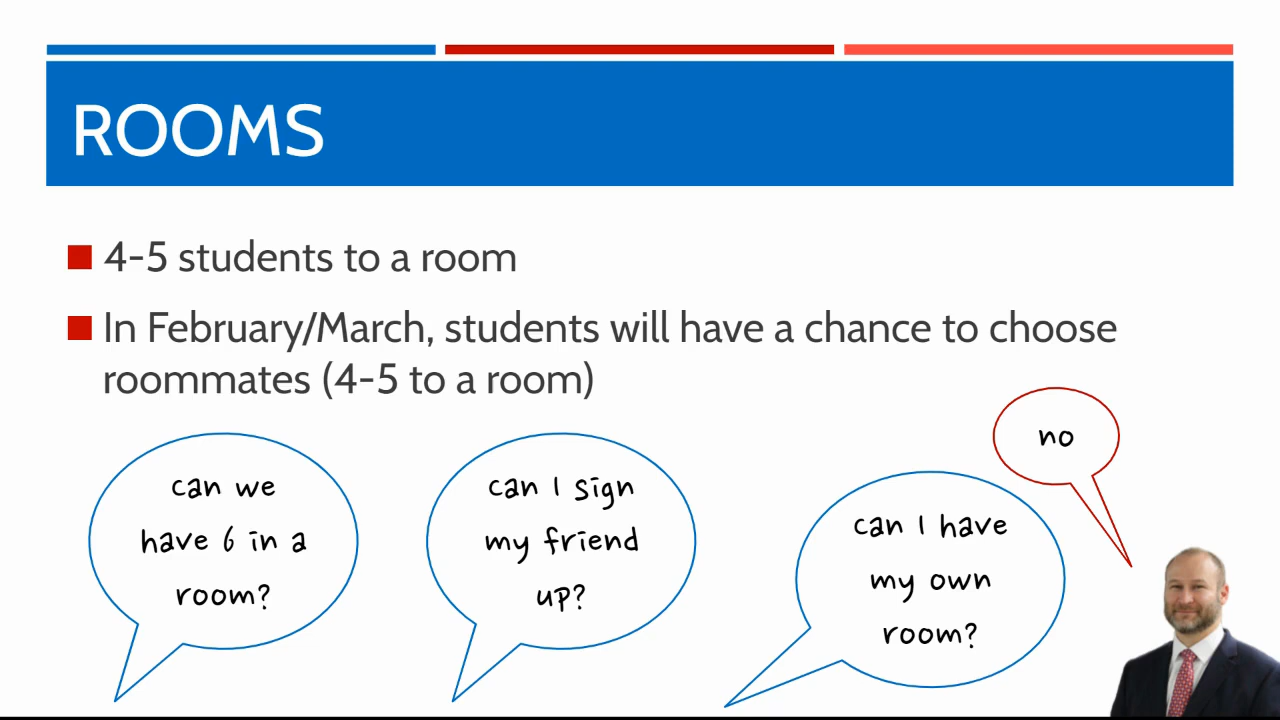 ROOMS
4-5 students to a room
In February/March, students will have a chance to choose
roommates (4-5 to a room)
can we
have 6 in a
room?
can I sign
my friend
up?
can I have
my own
room?
no